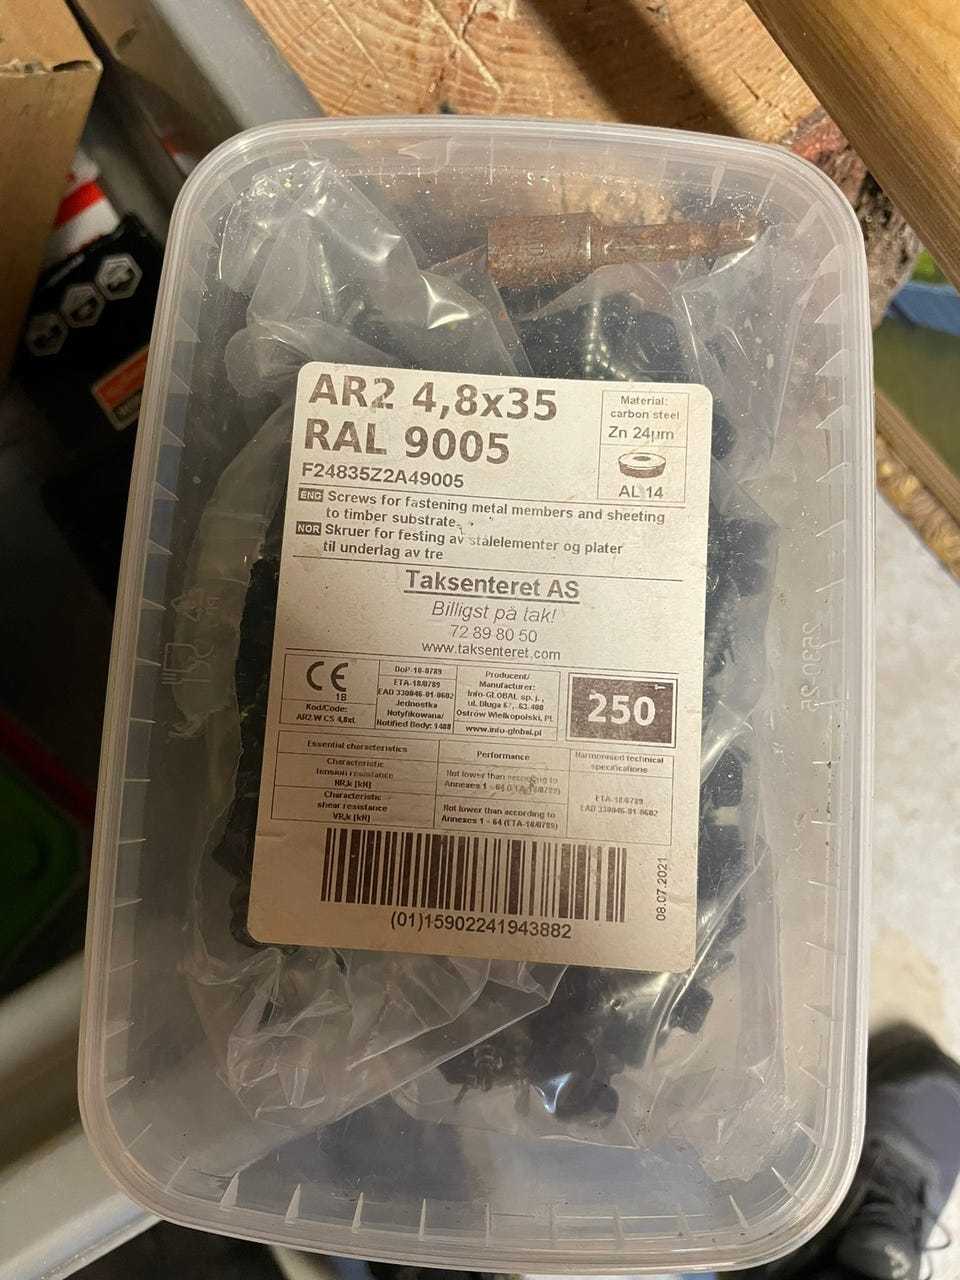 AR2 4,8x35
RAL 9005
F24835Z2A49005
Material:
carbon steel
Zn 24µm
AL 14
ENG Screws for fastening metal members and sheeting
to timber substrate
NOR Skruer for festing av stålelementer og plater
til underlag av tre
Taksenteret AS
Billigst på tak!
72 89 80 50
www.taksenteret.com
CE
18
Kod/Code:
AR2.W CS 4,8xL
DoP-18-0789
ETA-18/0789
EAD 330046-01-0602
Jednostka
Notyfikowana/
Notified Body: 1488
Producent/
Manufacturer:
Info-GLOBAL sp. j.,
ul. Długa 63-400
Ostrów Wielkopolski, PL
www.info-global.pl
250
Essential characteristics
Performance
Harmonised technical
specifications
Characteristic
tension resistance
NR,k [kN]
Not lower than according to
Annexes 1 ÷ 64 (ETA-18/0789)
ETA-18/0789
EAD 330046-01-0602
Characteristic
shear resistance
VR,k [kN]
Not lower than according to
Annexes 1 ÷ 64 (ETA-18/0789)
(01)15902241943882
08.07.2021